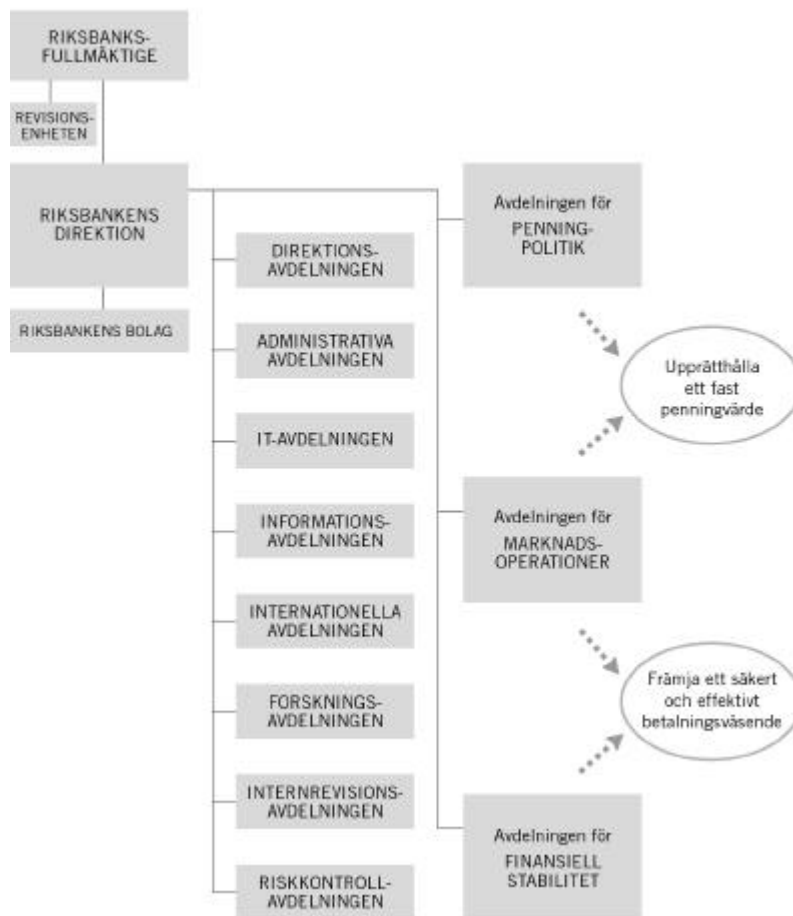 RIKSBANKS-
FULLMÄKTIGE
REVISIONS-
ENHETEN
RIKSBANKENS
DIREKTION
RIKSBANKENS BOLAG
DIREKTIONS-
AVDELNINGEN
ADMINISTRATIVA
AVDELNINGEN
IT-AVDELNINGEN
INFORMATIONS-
AVDELNINGEN
INTERNATIONELLA
AVDELNINGEN
FORSKNINGS-
AVDELNINGEN
INTERNREVISIONS-
AVDELNINGEN
RISKKONTROLL-
AVDELNINGEN
Avdelningen för
PENNING-
POLITIK
Upprätthålla
ett fast
penningvärde
Avdelningen för
MARKNADS-
OPERATIONER
Främja ett säkert
och effektivt
betalningsväsende
Avdelningen för
FINANSIELL
STABILITET